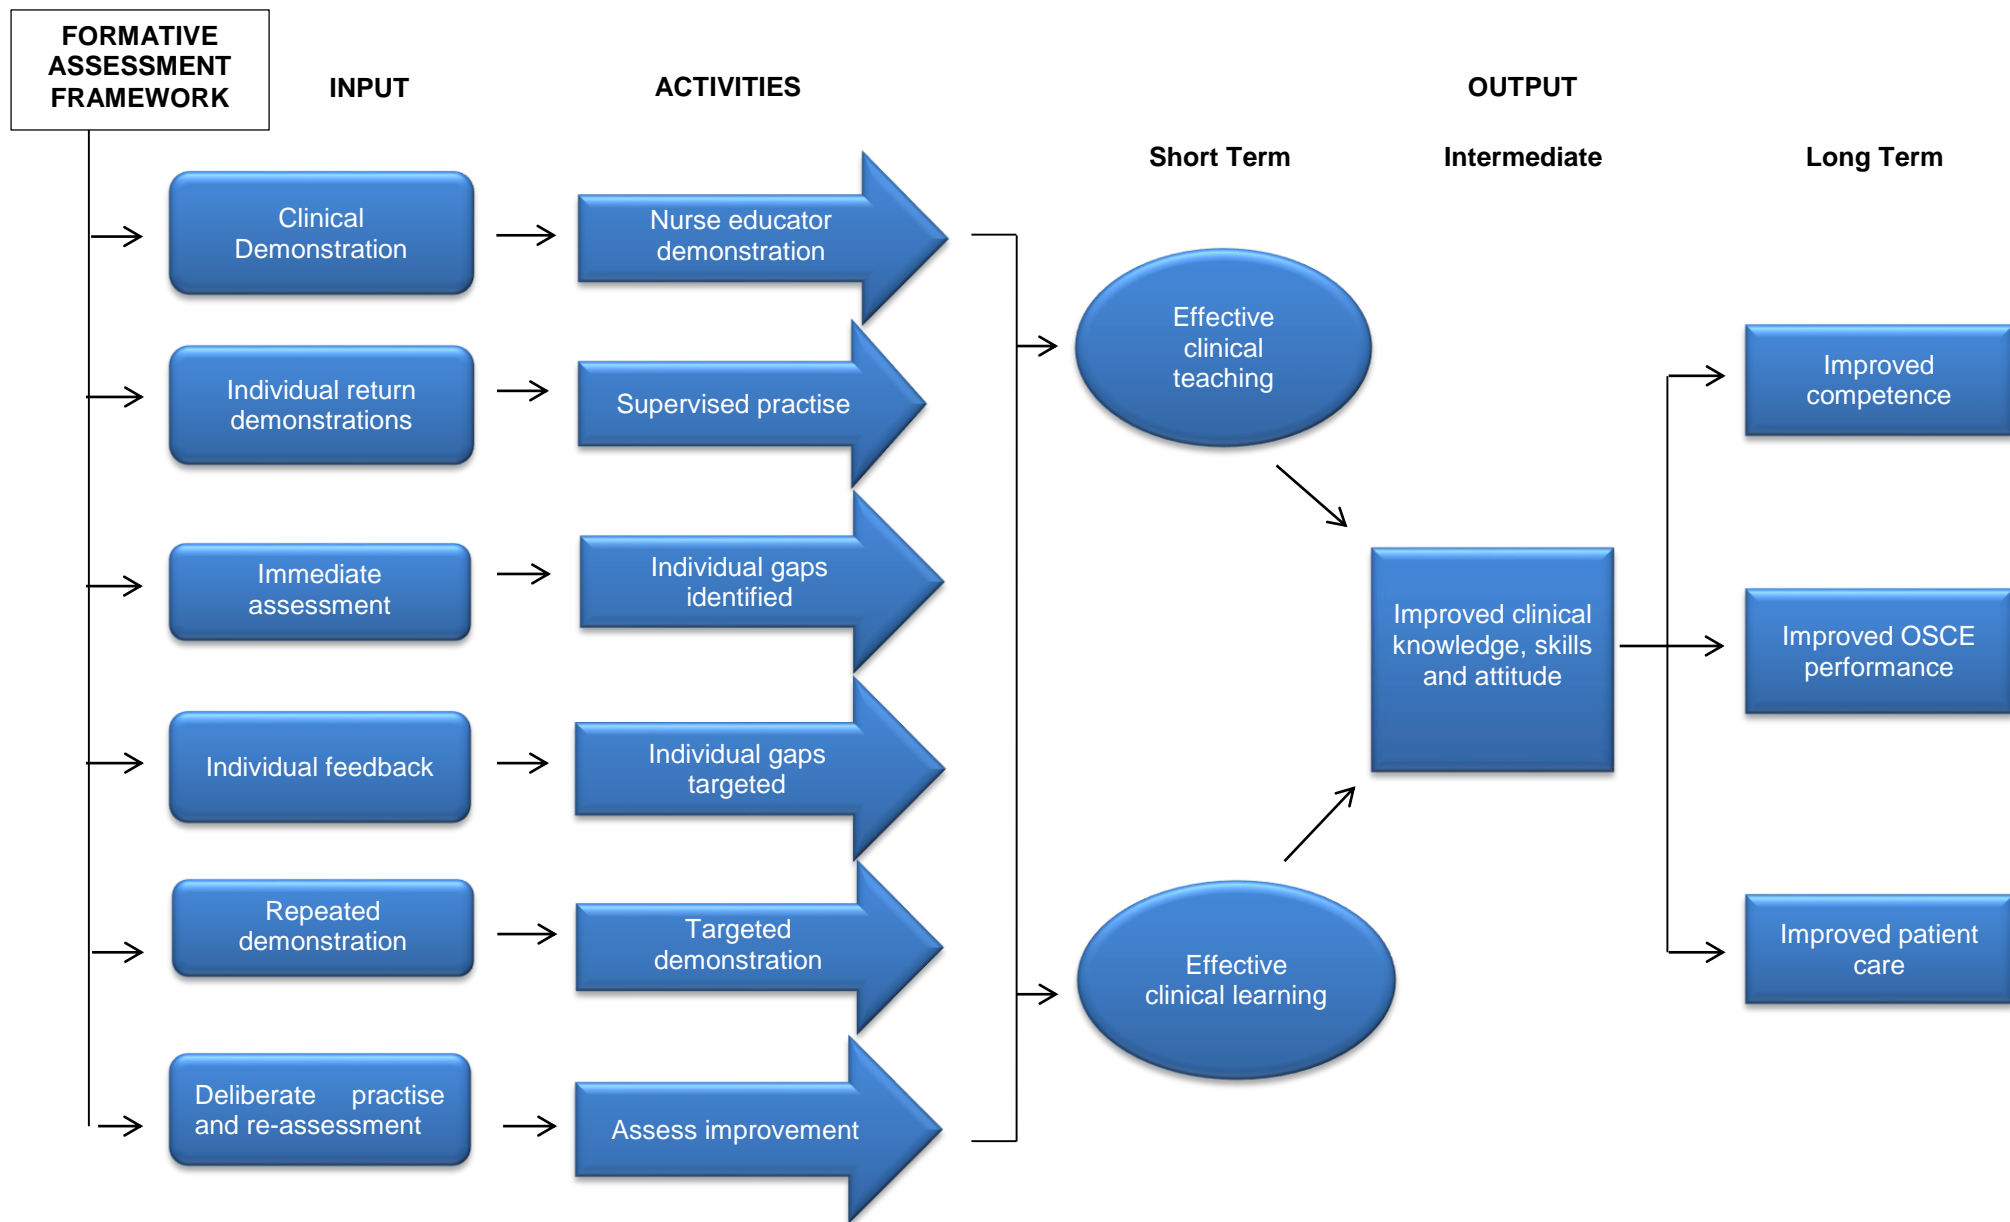 FORMATIVE
ASSESSMENT
FRAMEWORK
INPUT
ACTIVITIES
OUTPUT
Short Term
Intermediate
Long Term
Clinical
Demonstration
Nurse educator
demonstration
Individual return
demonstrations
Supervised practise
Immediate
assessment
Individual gaps
identified
Individual feedback
Individual gaps
targeted
Repeated
demonstration
Targeted
demonstration
Deliberate practise
and re-assessment
Assess improvement
Effective
clinical
teaching
Effective
clinical learning
Improved clinical
knowledge, skills
and attitude
Improved
competence
Improved OSCE
performance
Improved patient
care